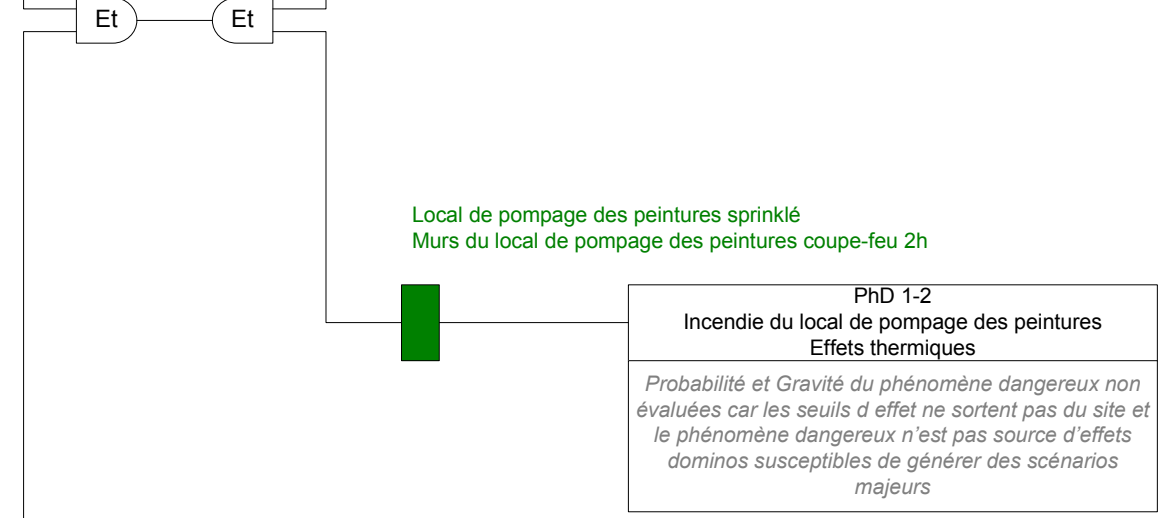 Et
Et
Local de pompage des peintures sprinklé
Murs du local de pompage des peintures coupe-feu 2h
PhD 1-2
Incendie du local de pompage des peintures
Effets thermiques
Probabilité et Gravité du phénomène dangereux non
évaluées car les seuils d effet ne sortent pas du site et
le phénomène dangereux n’est pas source d’effets
dominos susceptibles de générer des scénarios
majeurs